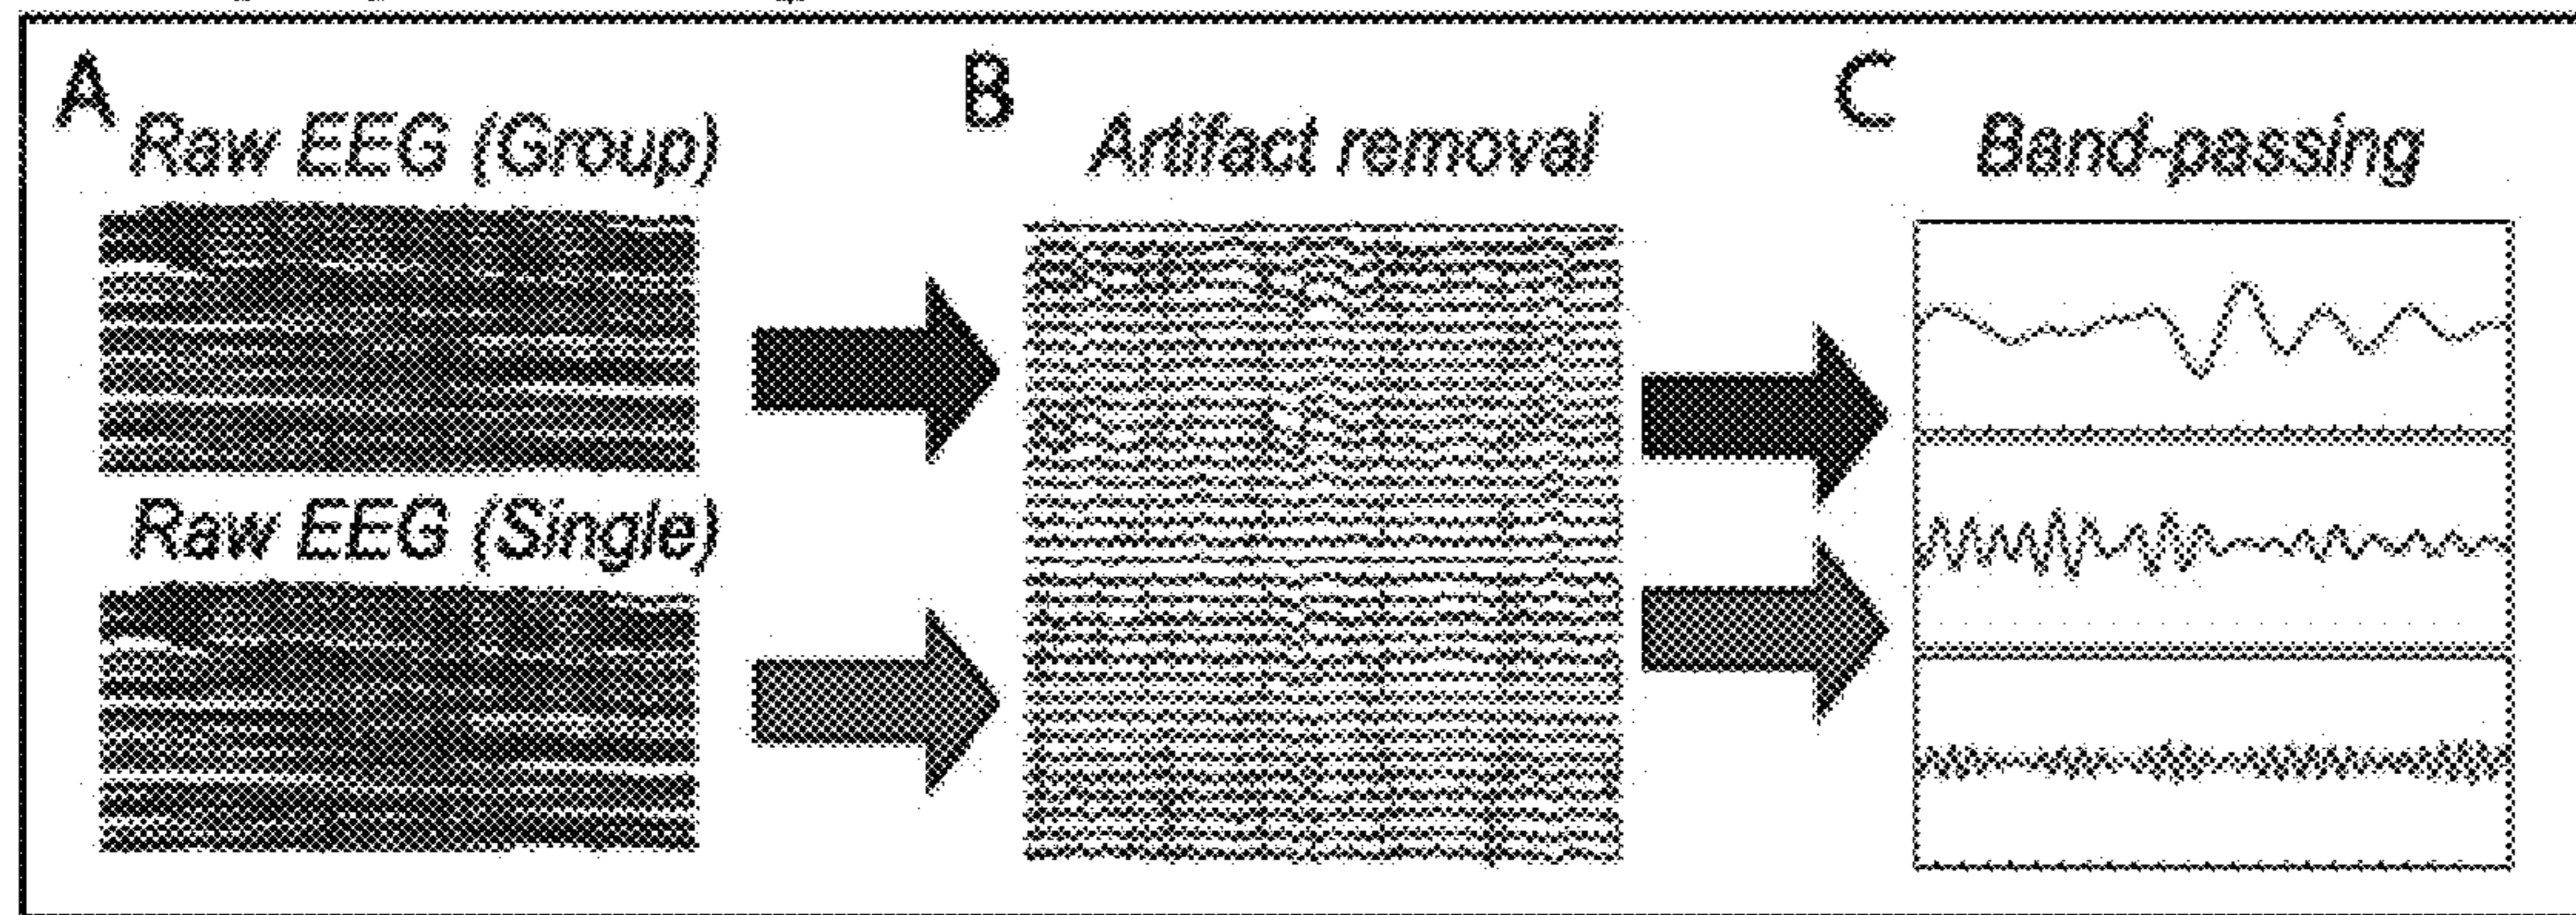 A
Raw EEG (Group)
Raw EEG (Single)
B
Artifact removal
C
Band-passing